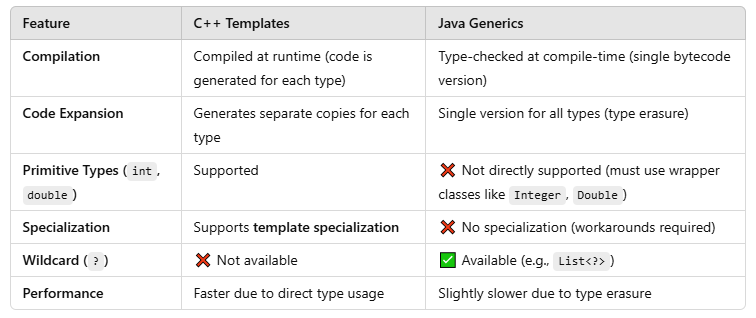 Feature C++ Templates Java Generics
Compilation Compiled at runtime (code is Type-checked at compile-time (single bytecode
generated for each type) version)
Code Expansion Generates separate copies for each Single version for all types (type erasure)
type
Primitive Types ( int , Supported ❌ Not directly supported (must use wrapper
double ) classes like Integer , Double )
Specialization Supports template specialization ❌ No specialization (workarounds required)
Wildcard ( ? ) ❌ Not available ✅ Available (e.g., List<?> )
Performance Faster due to direct type usage Slightly slower due to type erasure